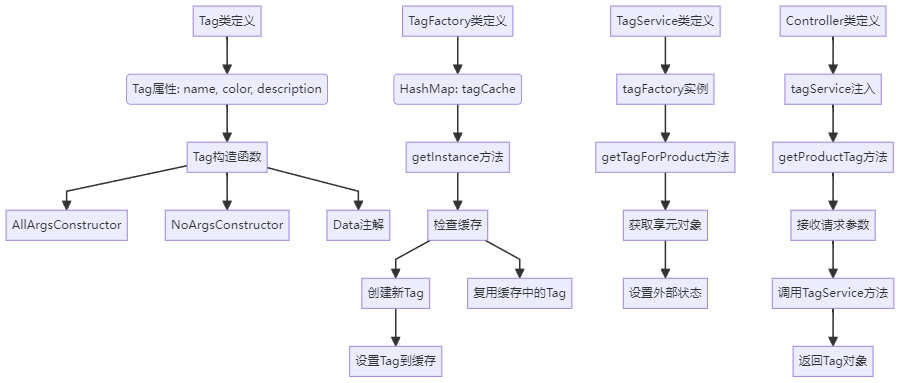 Tag类定义
TagFactory类定义
TagService类定义
Controller类定义
Tag属性: name, color, description
HashMap: tagCache
tagFactory实例
tagService注入
Tag构造函数
getInstance方法
getTagForProduct方法
getProductTag方法
AllArgsConstructor
NoArgsConstructor
Data注解
检查缓存
获取享元对象
接收请求参数
创建新Tag
复用缓存中的Tag
设置外部状态
调用TagService方法
设置Tag到缓存
返回Tag对象